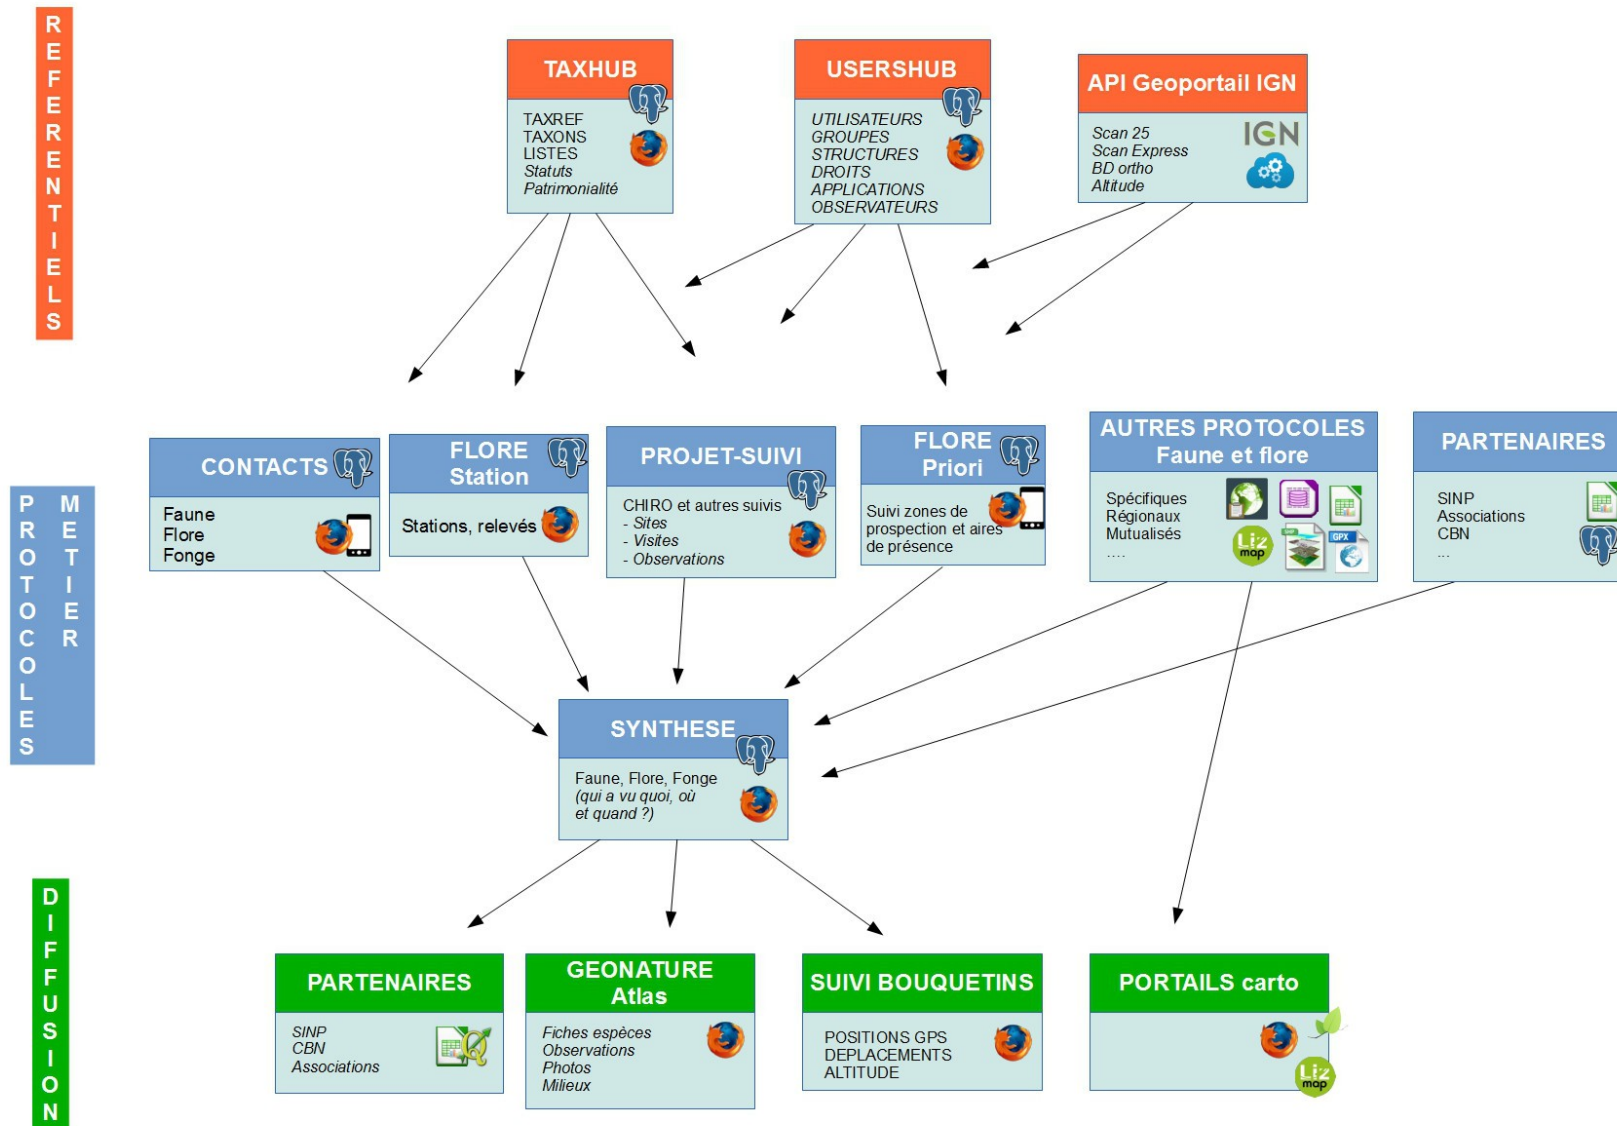 REFERENTIELS
TAXHUB
TAXREF
TAXONS
LISTES
Statuts
Patrimonialité
USERSHUB
UTILISATEURS
GROUPES
STRUCTURES
DROITS
APPLICATIONS
OBSERVATEURS
API Geoportail IGN
Scan 25
Scan Express
BD ortho
Altitude
IGN
PROTOCOLES
METIER
CONTACTS
Faune
Flore
Fonge
FLORE
Station
Stations, relevés
PROJET-SUIVI
CHIRO et autres suivis
- Sites
- Visites
- Observations
FLORE
Priori
Suivi zones de
prospection et aires
de présence
AUTRES PROTOCOLES
Faune et flore
Spécifiques
Régionaux
Mutualisés
....
Liz
map
GPX
PARTENAIRES
SINP
Associations
CBN
...
SYNTHESE
Faune, Flore, Fonge
(qui a vu quoi, où
et quand ?)
DIFFUSION
PARTENAIRES
SINP
CBN
Associations
GEONATURE
Atlas
Fiches espèces
Observations
Photos
Milieux
SUIVI BOUQUETINS
POSITIONS GPS
DEPLACEMENTS
ALTITUDE
PORTAILS carto
Liz
map